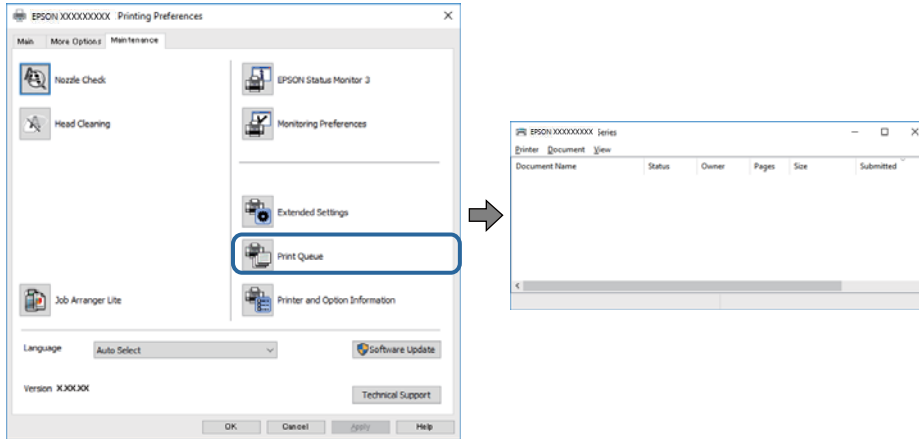 EPSON XXXXXXXXX Printing Preferences
Main More Options Maintenance
Nozzle Check
Head Cleaning
Job Arranger Lite
EPSON Status Monitor 3
Monitoring Preferences
Extended Settings
Print Queue
Printer and Option Information
Language Auto Select Software Update
Version X.XX.XX Technical Support
OK Cancel Apply Help
EPSON XXXXXXXXX Series
Printer Document View
Document Name Status Owner Pages Size Submitted